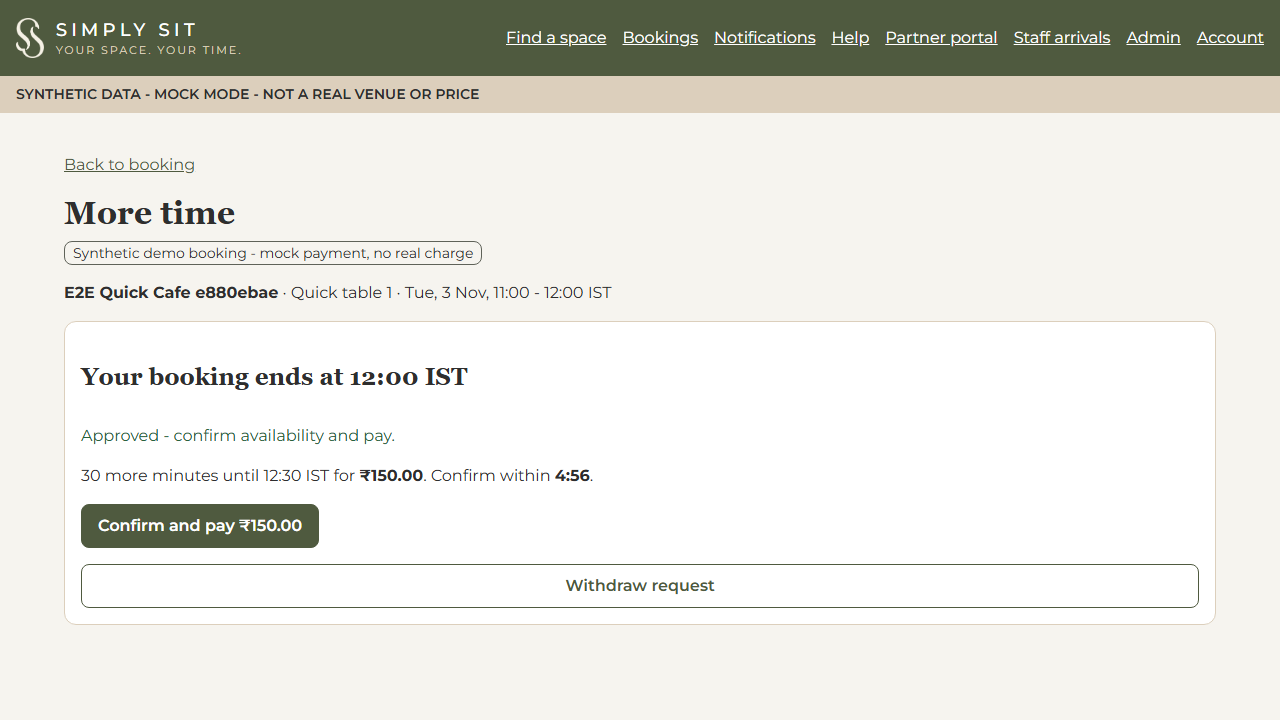 SIMPLY SIT
YOUR SPACE. YOUR TIME.
Find a space Bookings Notifications Help Partner portal Staff arrivals Admin Account
SYNTHETIC DATA - MOCK MODE - NOT A REAL VENUE OR PRICE
Back to booking
More time
Synthetic demo booking - mock payment, no real charge
E2E Quick Cafe e880ebae · Quick table 1 · Tue, 3 Nov, 11:00 - 12:00 IST
Your booking ends at 12:00 IST
Approved - confirm availability and pay.
30 more minutes until 12:30 IST for ₹150.00. Confirm within 4:56.
Confirm and pay ₹150.00
Withdraw request